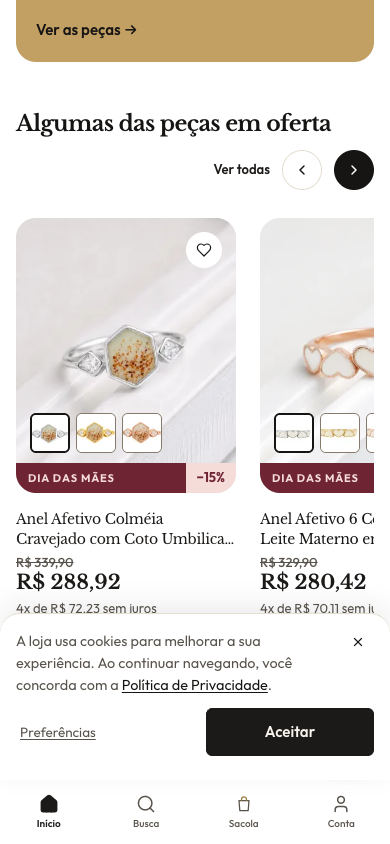 Ver as peças →
Algumas das peças em oferta
Ver todas
DIA DAS MÃES
−15%
DIA DAS MÃES
Anel Afetivo Colméia
Cravejado com Coto Umbilica…
R$ 339,90
R$ 288,92
4x de R$ 72,23 sem juros
Anel Afetivo 6 Co
Leite Materno em
R$ 329,90
R$ 280,42
4x de R$ 70,11 sem ju
A loja usa cookies para melhorar a sua
experiência. Ao continuar navegando, você
concorda com a Política de Privacidade.
Preferências
Aceitar
Início
Busca
Sacola
Conta